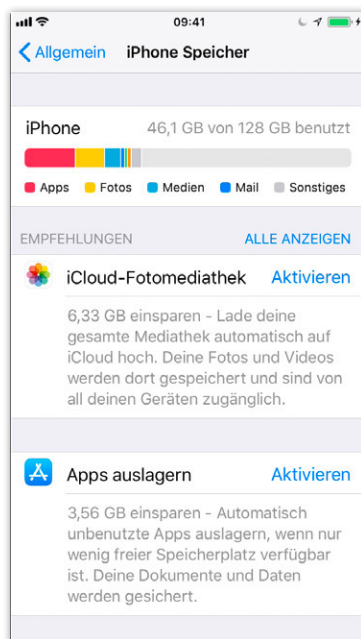 09:41
Allgemein iPhone Speicher
iPhone 46,1 GB von 128 GB benutzt
Apps Fotos Medien Mail Sonstiges
EMPFEHLUNGEN ALLE ANZEIGEN
iCloud-Fotomediathek Aktivieren
6,33 GB einsparen - Lade deine
gesamte Mediathek automatisch auf
iCloud hoch. Deine Fotos und Videos
werden dort gespeichert und sind von
all deinen Geräten zugänglich.
Apps auslagern Aktivieren
3,56 GB einsparen - Automatisch
unbenutzte Apps auslagern, wenn nur
wenig freier Speicherplatz verfügbar
ist. Deine Dokumente und Daten
werden gesichert.